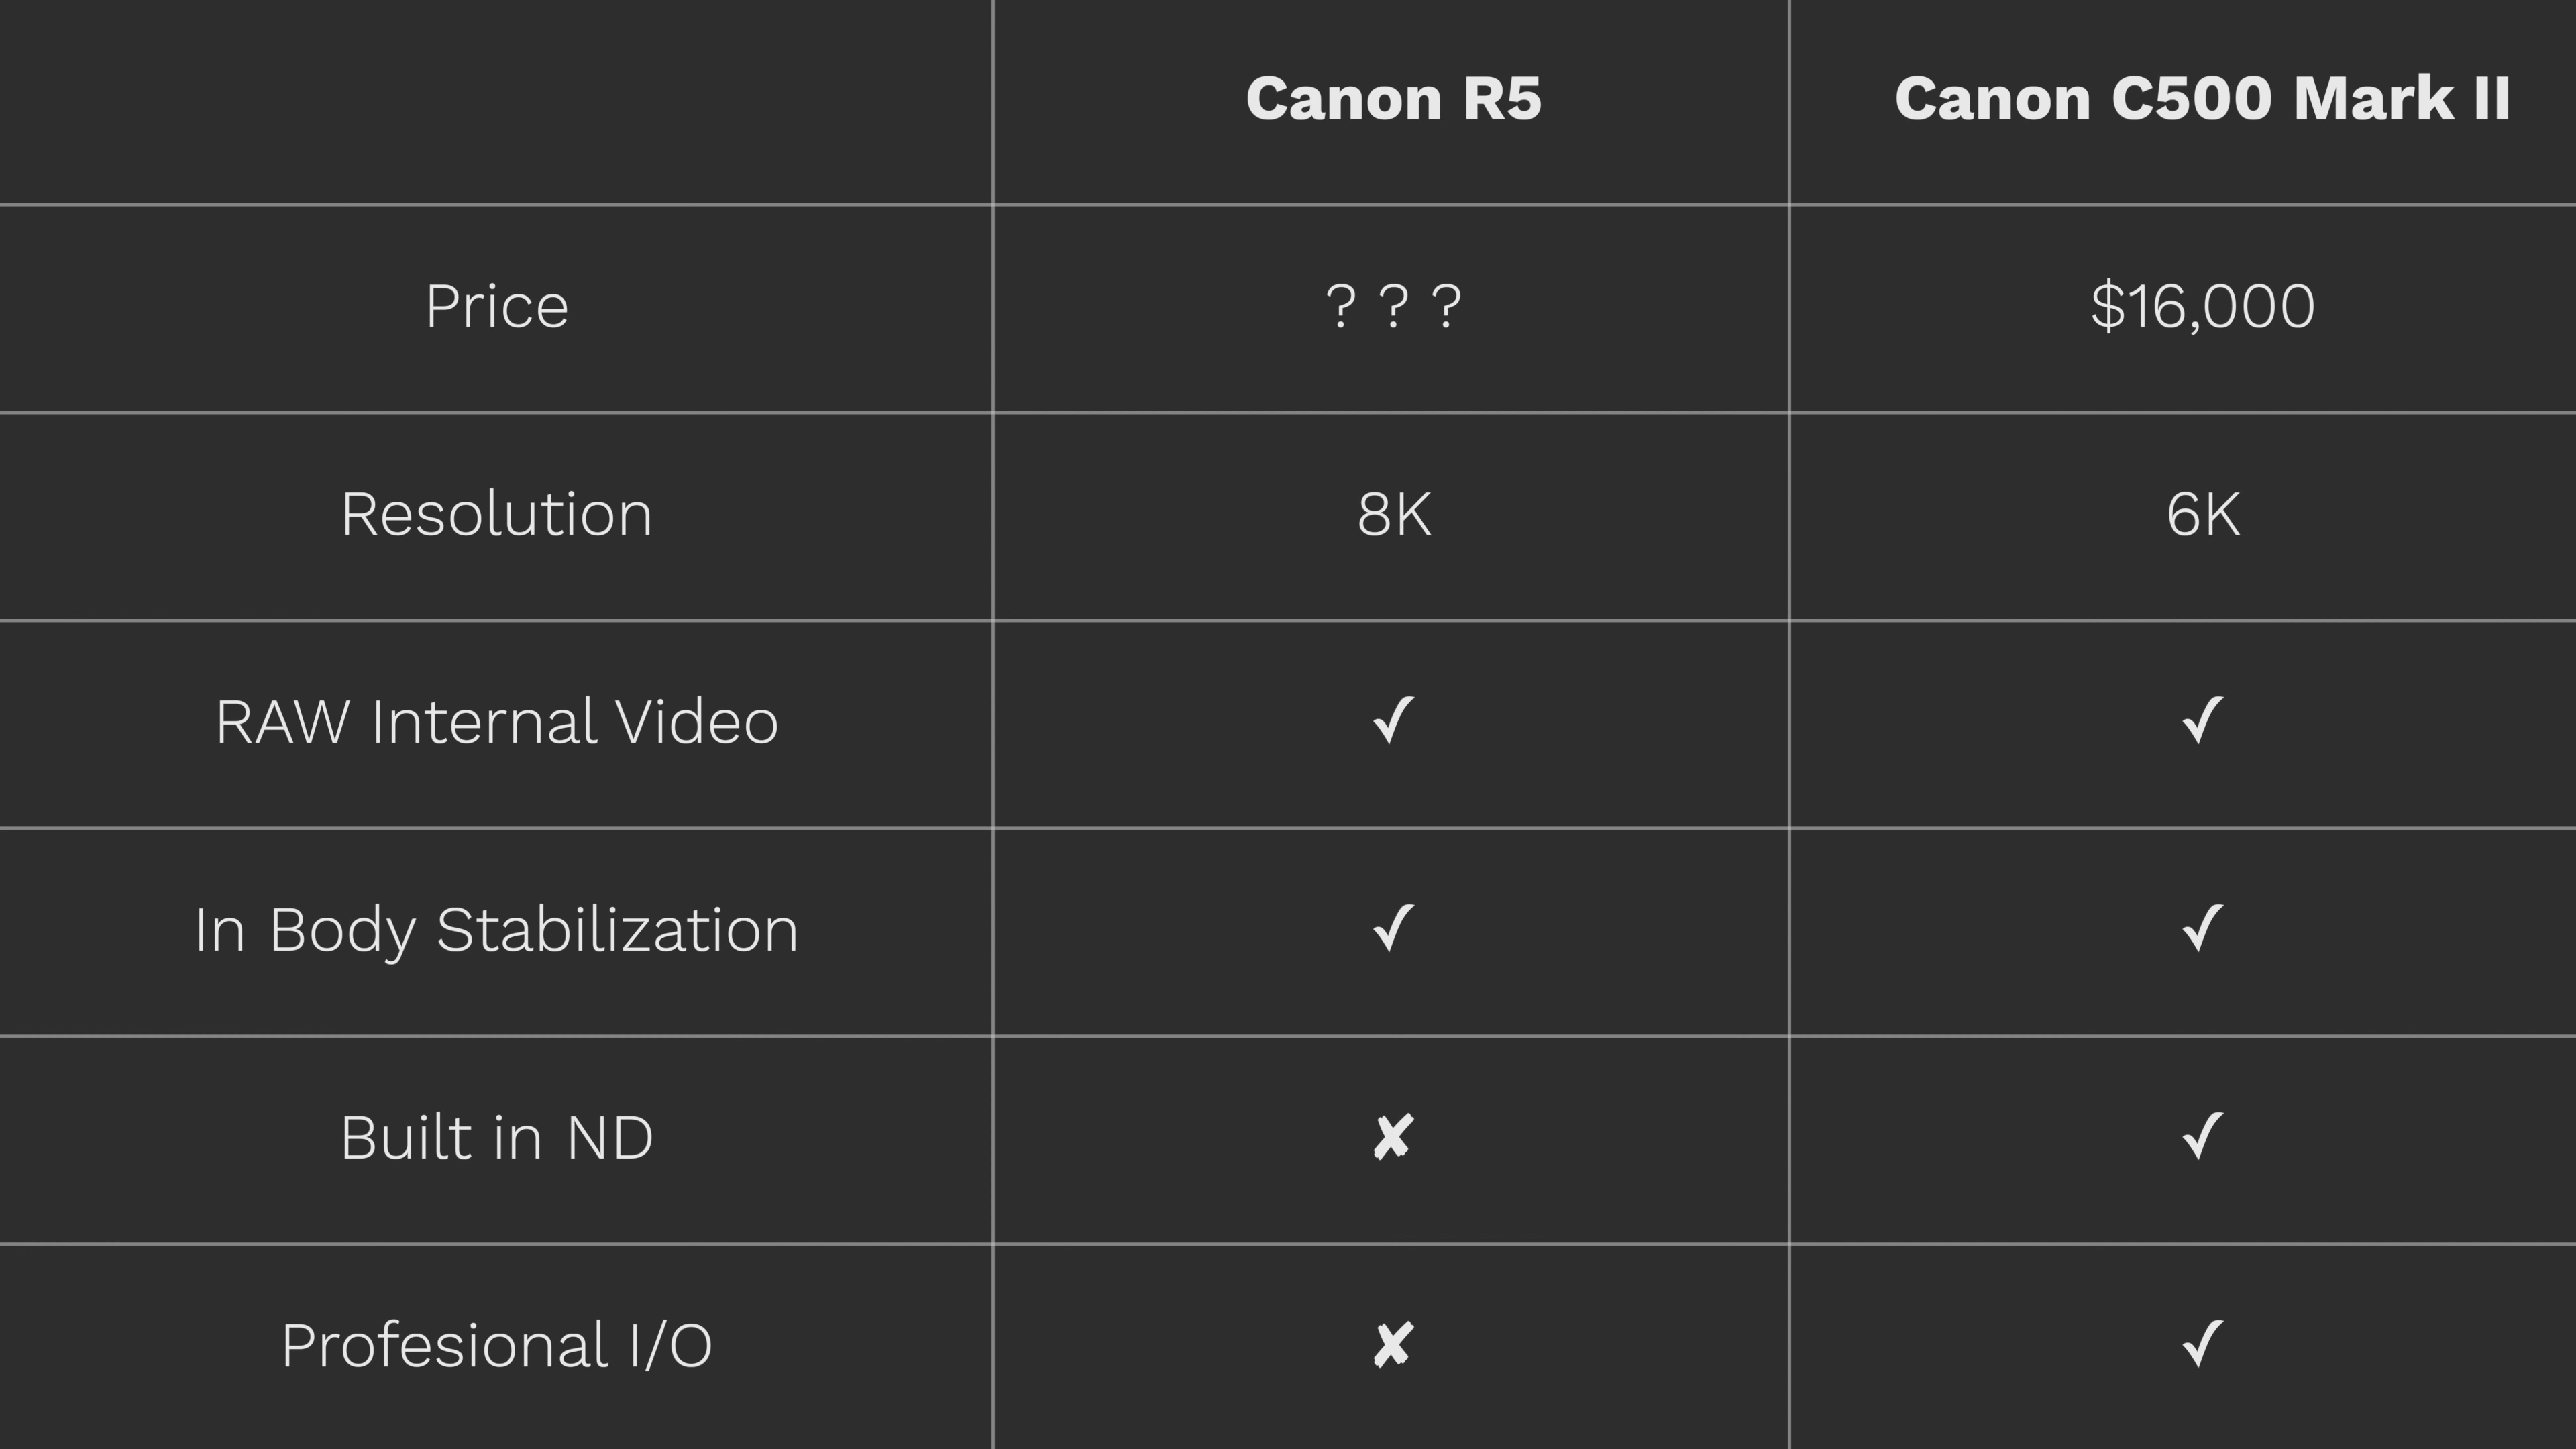 Canon R5 Canon C500 Mark II
Price ? ? ? $16,000
Resolution 8K 6K
RAW Internal Video ✓ ✓
In Body Stabilization ✓ ✓
Built in ND ✘ ✓
Profesional I/O ✘ ✓